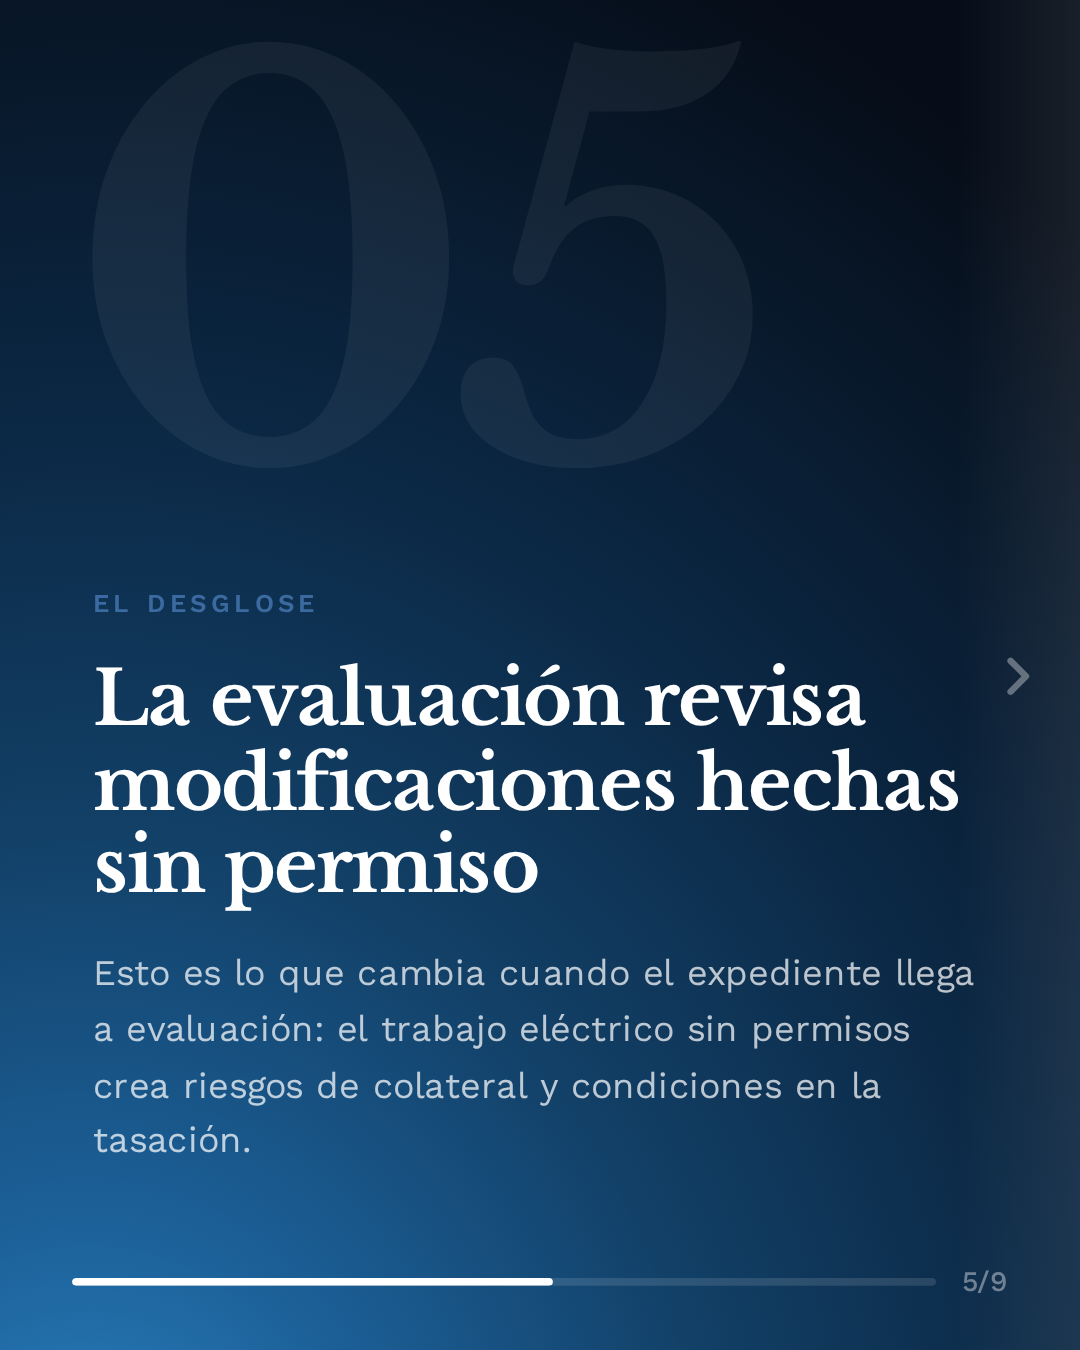 05
EL DESGLOSE
La evaluación revisa
modificaciones hechas
sin permiso
Esto es lo que cambia cuando el expediente llega
a evaluación: el trabajo eléctrico sin permisos
crea riesgos de colateral y condiciones en la
tasación.
5/9